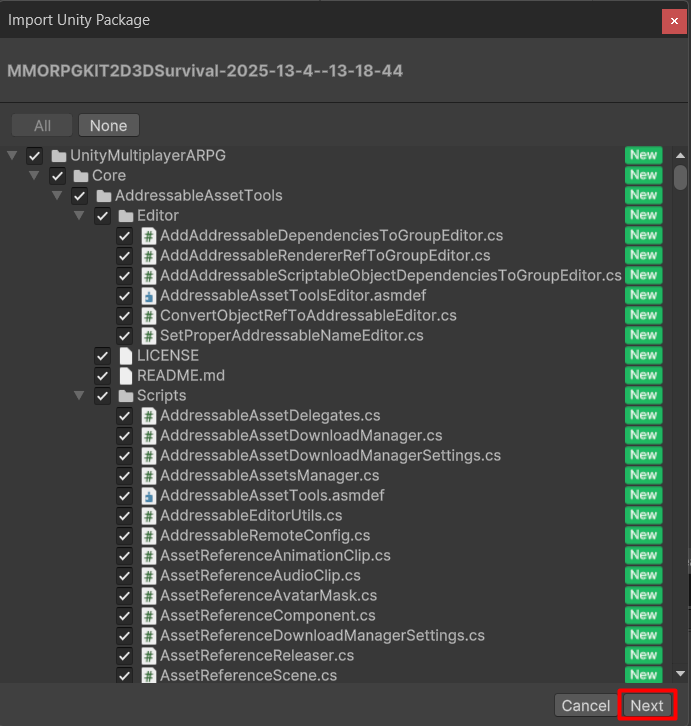 Import Unity Package
MMORPGKIT2D3DSurvival-2025-13-4--13-18-44
All None
UnityMultiplayerARPG New
Core New
AddressableAssetTools New
Editor New
AddAddressableDependenciesToGroupEditor.cs New
AddAddressableRendererRefToGroupEditor.cs New
AddAddressableScriptableObjectDependenciesToGroupEditor.cs New
AddressableAssetToolsEditor.asmdef New
ConvertObjectRefToAddressableEditor.cs New
SetProperAddressableNameEditor.cs New
LICENSE New
README.md New
Scripts New
AddressableAssetDelegates.cs New
AddressableAssetDownloadManager.cs New
AddressableAssetDownloadManagerSettings.cs New
AddressableAssetsManager.cs New
AddressableAssetTools.asmdef New
AddressableEditorUtils.cs New
AddressableRemoteConfig.cs New
AssetReferenceAnimationClip.cs New
AssetReferenceAudioClip.cs New
AssetReferenceAvatarMask.cs New
AssetReferenceComponent.cs New
AssetReferenceDownloadManagerSettings.cs New
AssetReferenceReleaser.cs New
AssetReferenceScene.cs New
Cancel Next